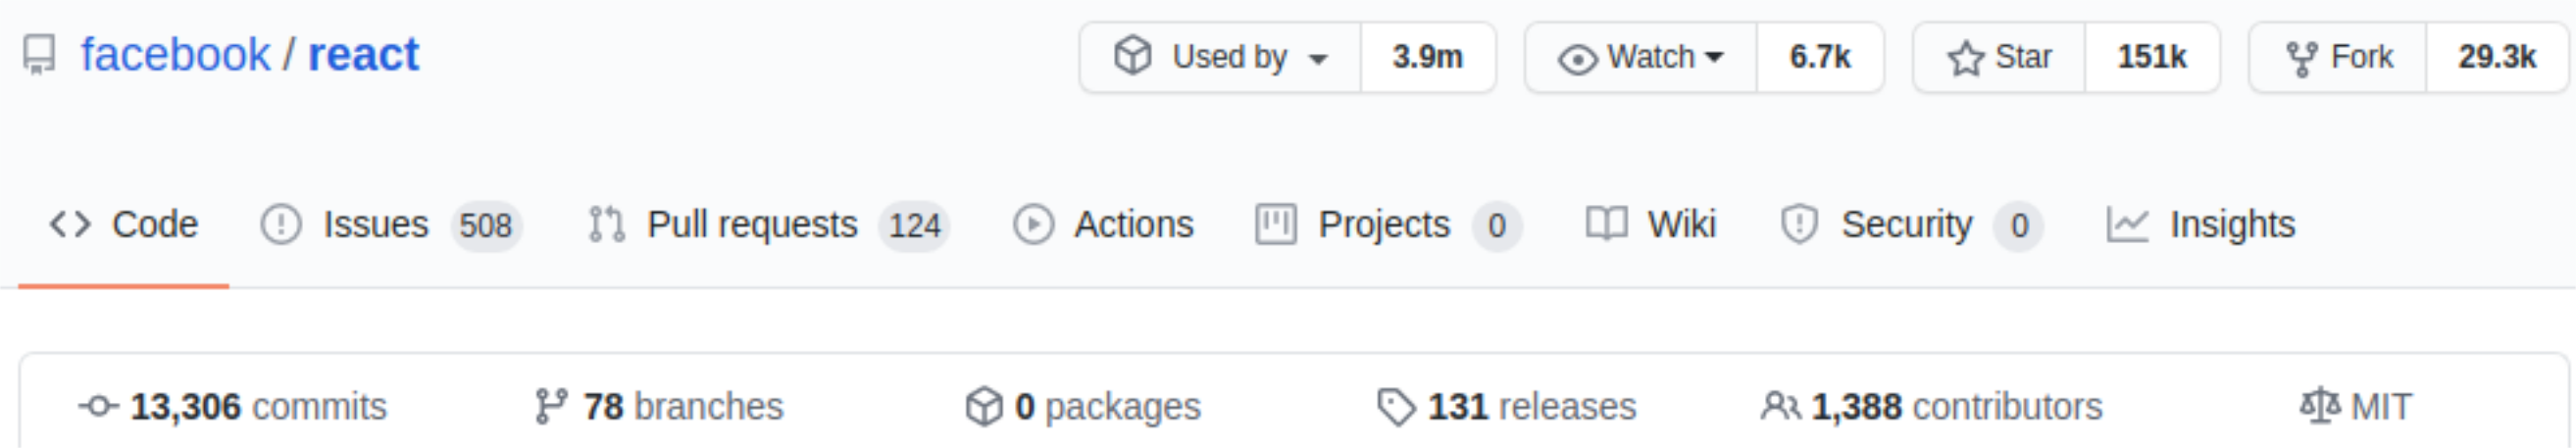 facebook / react Used by 3.9m Watch 6.7k Star 151k Fork 29.3k
Code Issues 508 Pull requests 124 Actions Projects 0 Wiki Security 0 Insights
13,306 commits 78 branches 0 packages 131 releases 1,388 contributors MIT